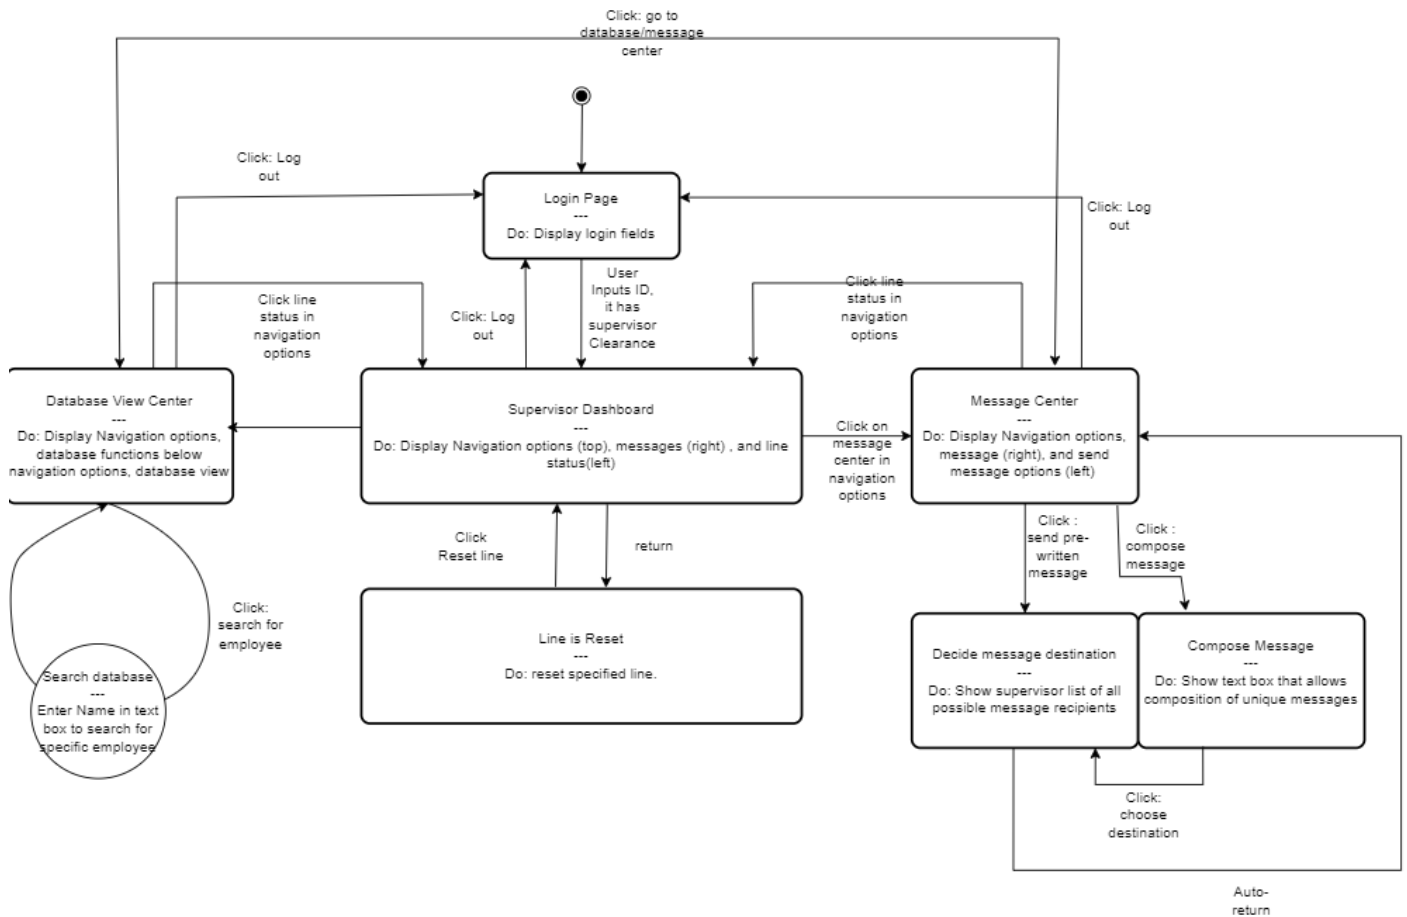 Click: go to
database/message
center
Click: Log
out
Login Page
---
Do: Display login fields
Click: Log
out
User
Inputs ID,
it has
supervisor
Clearance
Click line
status in
navigation
options
Click: Log
out
Click line
status in
navigation
options
Database View Center
---
Do: Display Navigation options,
database functions below
navigation options, database view
Supervisor Dashboard
---
Do: Display Navigation options (top), messages (right) , and line
status(left)
Click on
message
center in
navigation
options
Message Center
---
Do: Display Navigation options,
message (right), and send
message options (left)
Click
Reset line
return
Click :
send pre-
written
message
Click :
compose
message
Click:
search for
employee
Line is Reset
---
Do: reset specified line.
Decide message destination
---
Do: Show supervisor list of all
possible message recipients
Compose Message
---
Do: Show text box that allows
composition of unique messages
Search database
---
Enter Name in text
box to search for
specific employee
Click:
choose
destination
Auto-
return